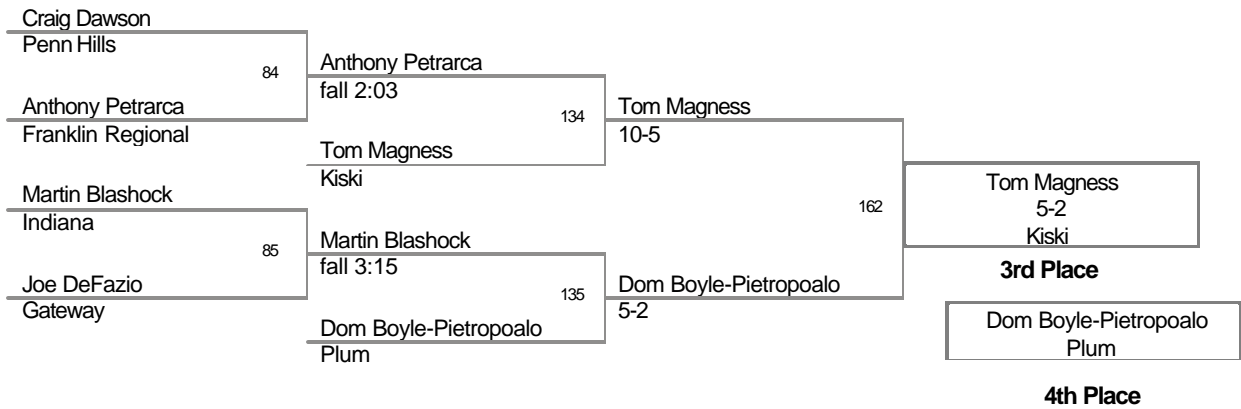 Craig Dawson
Penn Hills
84
Anthony Petrarca
Franklin Regional
Anthony Petrarca
fall 2:03
134
Tom Magness
Kiski
Tom Magness
10-5
Martin Blashock
Indiana
85
Joe DeFazio
Gateway
Martin Blashock
fall 3:15
135
Dom Boyle-Pietropoalo
Plum
Dom Boyle-Pietropoalo
5-2
162
Tom Magness
5-2
Kiski
3rd Place
Dom Boyle-Pietropoalo
Plum
4th Place